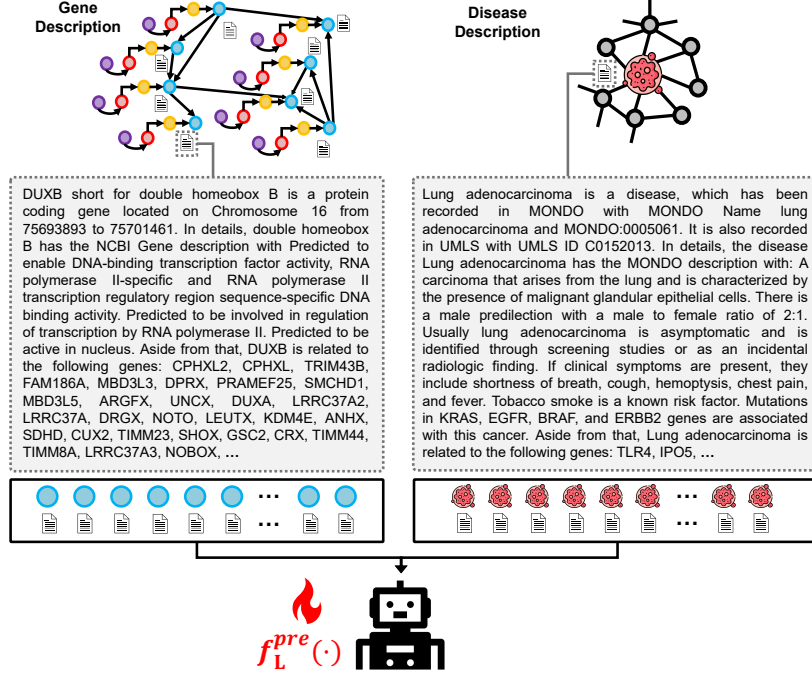 Gene
Description
DUXB short for double homeobox B is a protein
coding gene located on Chromosome 16 from
75693893 to 75701461. In details, double homeobox
B has the NCBI Gene description with Predicted to
enable DNA-binding transcription factor activity, RNA
polymerase II-specific and RNA polymerase II
transcription regulatory region sequence-specific DNA
binding activity. Predicted to be involved in regulation
of transcription by RNA polymerase II. Predicted to be
active in nucleus. Aside from that, DUXB is related to
the following genes: CPHXL2, CPHXL, TRIM43B,
FAM186A, MBD3L3, DPRX, PRAMEF25, SMCHD1,
MBD3L5, ARGFX, UNCX, DUXA, LRRC37A2,
LRRC37A, DRGX, NOTO, LEUTX, KDM4E, ANHX,
SDHD, CUX2, TIMM23, SHOX, GSC2, CRX, TIMM44,
TIMM8A, LRRC37A3, NOBOX, ...
Disease
Description
Lung adenocarcinoma is a disease, which has been
recorded in MONDO with MONDO Name lung
adenocarcinoma and MONDO:0005061. It is also recorded
in UMLS with UMLS ID C0152013. In details, the disease
Lung adenocarcinoma has the MONDO description with: A
carcinoma that arises from the lung and is characterized by
the presence of malignant glandular epithelial cells. There is
a male predilection with a male to female ratio of 2:1.
Usually lung adenocarcinoma is asymptomatic and is
identified through screening studies or as an incidental
radiologic finding. If clinical symptoms are present, they
include shortness of breath, cough, hemoptysis, chest pain,
and fever. Tobacco smoke is a known risk factor. Mutations
in KRAS, EGFR, BRAF, and ERBB2 genes are associated
with this cancer. Aside from that, Lung adenocarcinoma is
related to the following genes: TLR4, IPO5, ...
...
...
...
...
f_L^pre(·)